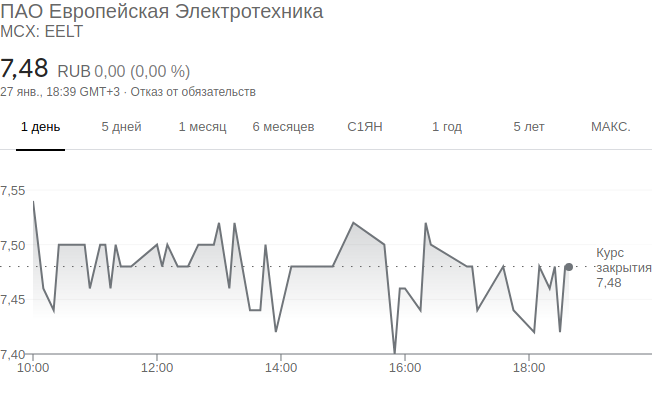 ПАО Европейская Электротехника
MCX: EELT
7,48 RUB 0,00 (0,00 %)
27 янв., 18:39 GMT+3 · Отказ от обязательств
1 день 5 дней 1 месяц 6 месяцев С1ЯН 1 год 5 лет МАКС.
7,55
7,50
Курс
закрытия
7,48
7,45
7,40
10:00 12:00 14:00 16:00 18:00